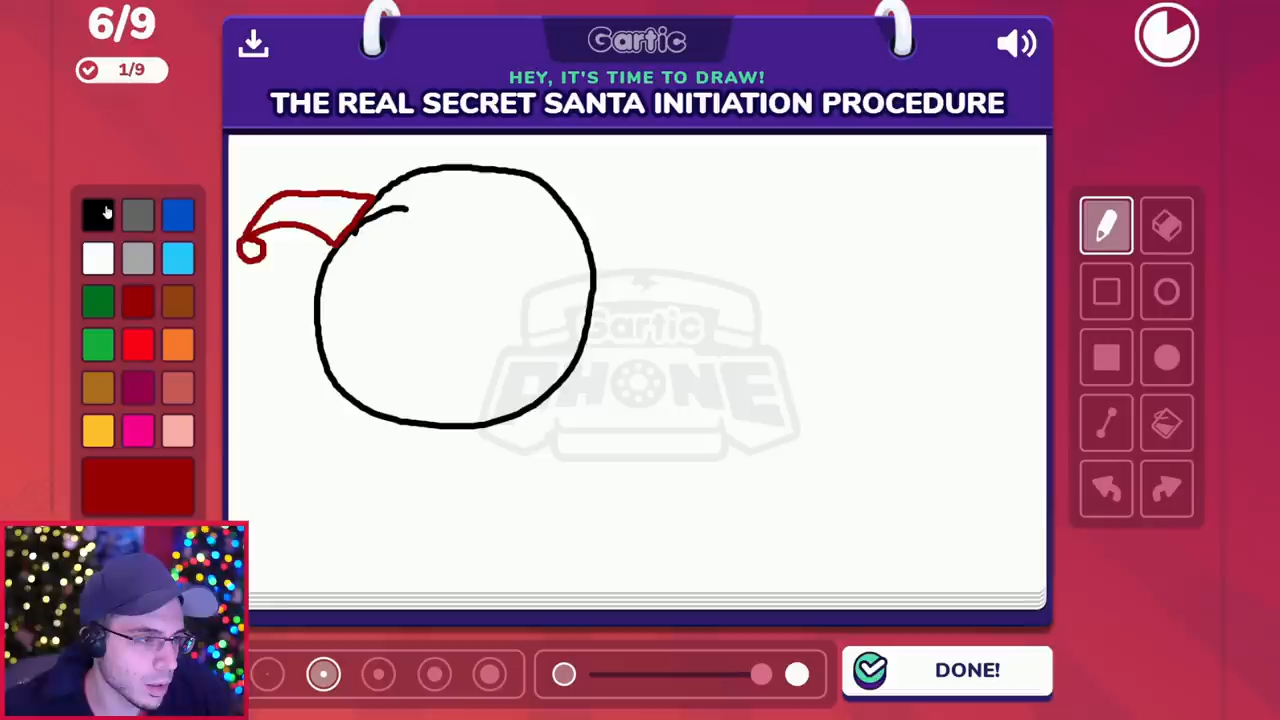 6/9
1/9
Gartic
HEY, IT'S TIME TO DRAW!
THE REAL SECRET SANTA INITIATION PROCEDURE
Gartic
PHONE
DONE!